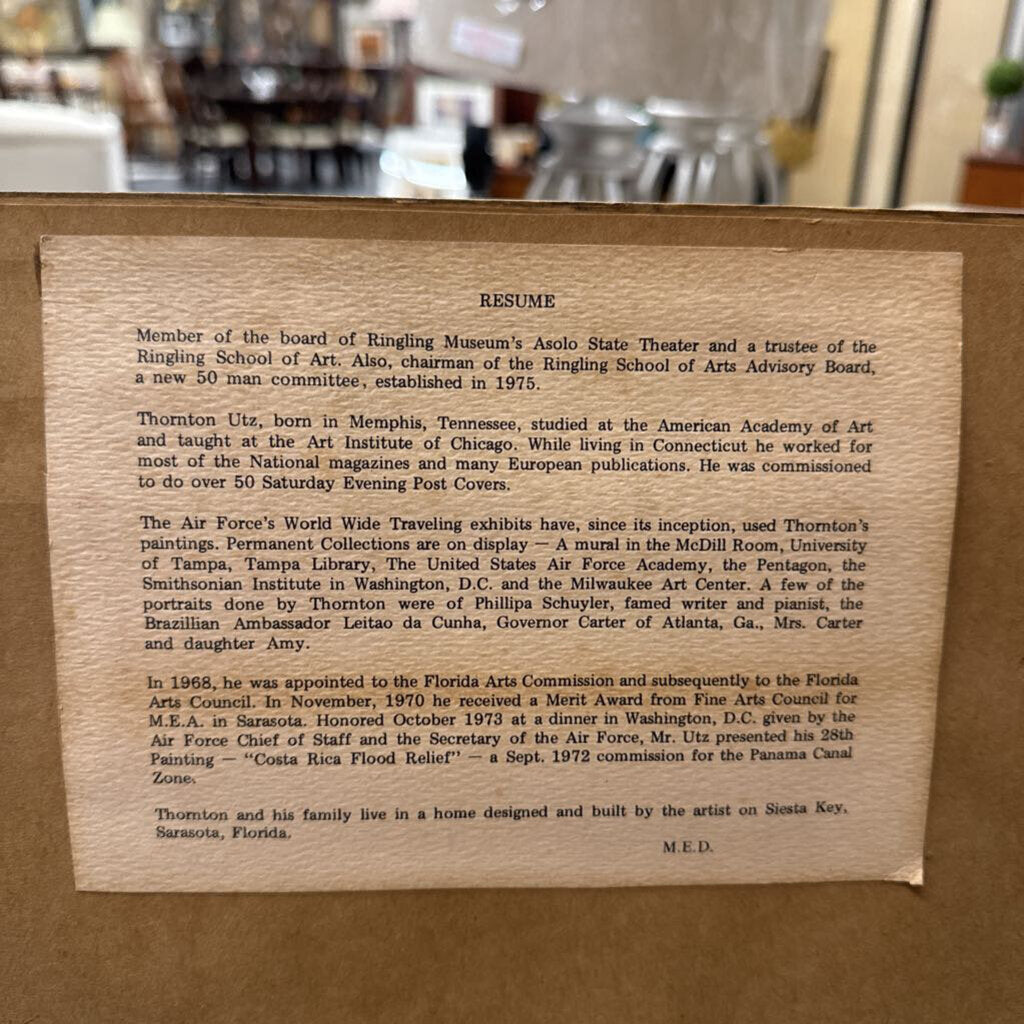 RESUME
Member of the board of Ringling Museum's Asolo State Theater and a trustee of the
Ringling School of Art. Also, chairman of the Ringling School of Arts Advisory Board,
a new 50 man committee, established in 1975.
Thornton Utz, born in Memphis, Tennessee, studied at the American Academy of Art
and taught at the Art Institute of Chicago. While living in Connecticut he worked for
most of the National magazines and many European publications. He was commissioned
to do over 50 Saturday Evening Post Covers.
The Air Force's World Wide Traveling exhibits have, since its inception, used Thornton's
paintings. Permanent Collections are on display — A mural in the McDill Room, University
of Tampa, Tampa Library, The United States Air Force Academy, the Pentagon, the
Smithsonian Institute in Washington, D.C. and the Milwaukee Art Center. A few of the
portraits done by Thornton were of Phillipa Schuyler, famed writer and pianist, the
Brazillian Ambassador Leitao da Cunha, Governor Carter of Atlanta, Ga., Mrs. Carter
and daughter Amy.
In 1968, he was appointed to the Florida Arts Commission and subsequently to the Florida
Arts Council. In November, 1970 he received a Merit Award from Fine Arts Council for
M.E.A. in Sarasota. Honored October 1973 at a dinner in Washington, D.C. given by the
Air Force Chief of Staff and the Secretary of the Air Force, Mr. Utz presented his 28th
Painting — "Costa Rica Flood Relief" — a Sept. 1972 commission for the Panama Canal
Zone.
Thornton and his family live in a home designed and built by the artist on Siesta Key,
Sarasota, Florida.
M.E.D.